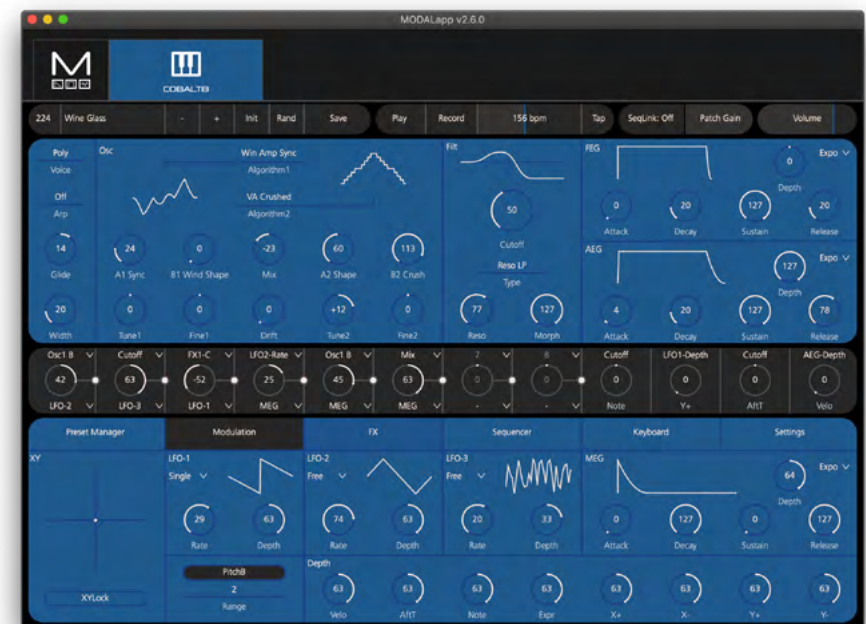 MODALapp v2.6.0
M
COBALT8
224 Wine Glass - + Init Rand Save Play Record 156 bpm Tap SeqLink: Off Patch Gain Volume
Poly Osc Win Amp Sync Filt FEG 0 Expo
Voice Algorithm1 Depth
Off VA Crushed 50 0 20 127 20
Arp Algorithm2 Cutoff Attack Decay Sustain Release
14 24 0 -23 60 113 Reso LP AEG 127 Expo
Glide A1 Sync B1 Wind Shape Mix A2 Shape B2 Crush Type Depth
20 0 0 0 +12 0 77 127 4 20 127 78
Width Tune1 Fine1 Drift Tune2 Fine2 Reso Morph Attack Decay Sustain Release
Osc1 B Cutoff FX1-C LFO2-Rate Osc1 B Mix 7 8 Cutoff LFO1-Depth Cutoff AEG-Depth
42 63 -52 25 45 63 0 0 0 0 0 0
LFO-2 LFO-3 LFO-1 MEG MEG MEG - - Note Y+ AftT Velo
Preset Manager Modulation FX Sequencer Keyboard Settings
XY LFO-1 LFO-2 LFO-3 MEG 64 Expo
Single Free Free Depth
29 63 74 63 20 33 0 127 0 127
Rate Depth Rate Depth Rate Depth Attack Decay Sustain Release
PitchB Depth
2 63 63 63 63 63 63 63 63
XYLock Range Velo AftT Note Expr X+ X- Y+ Y-